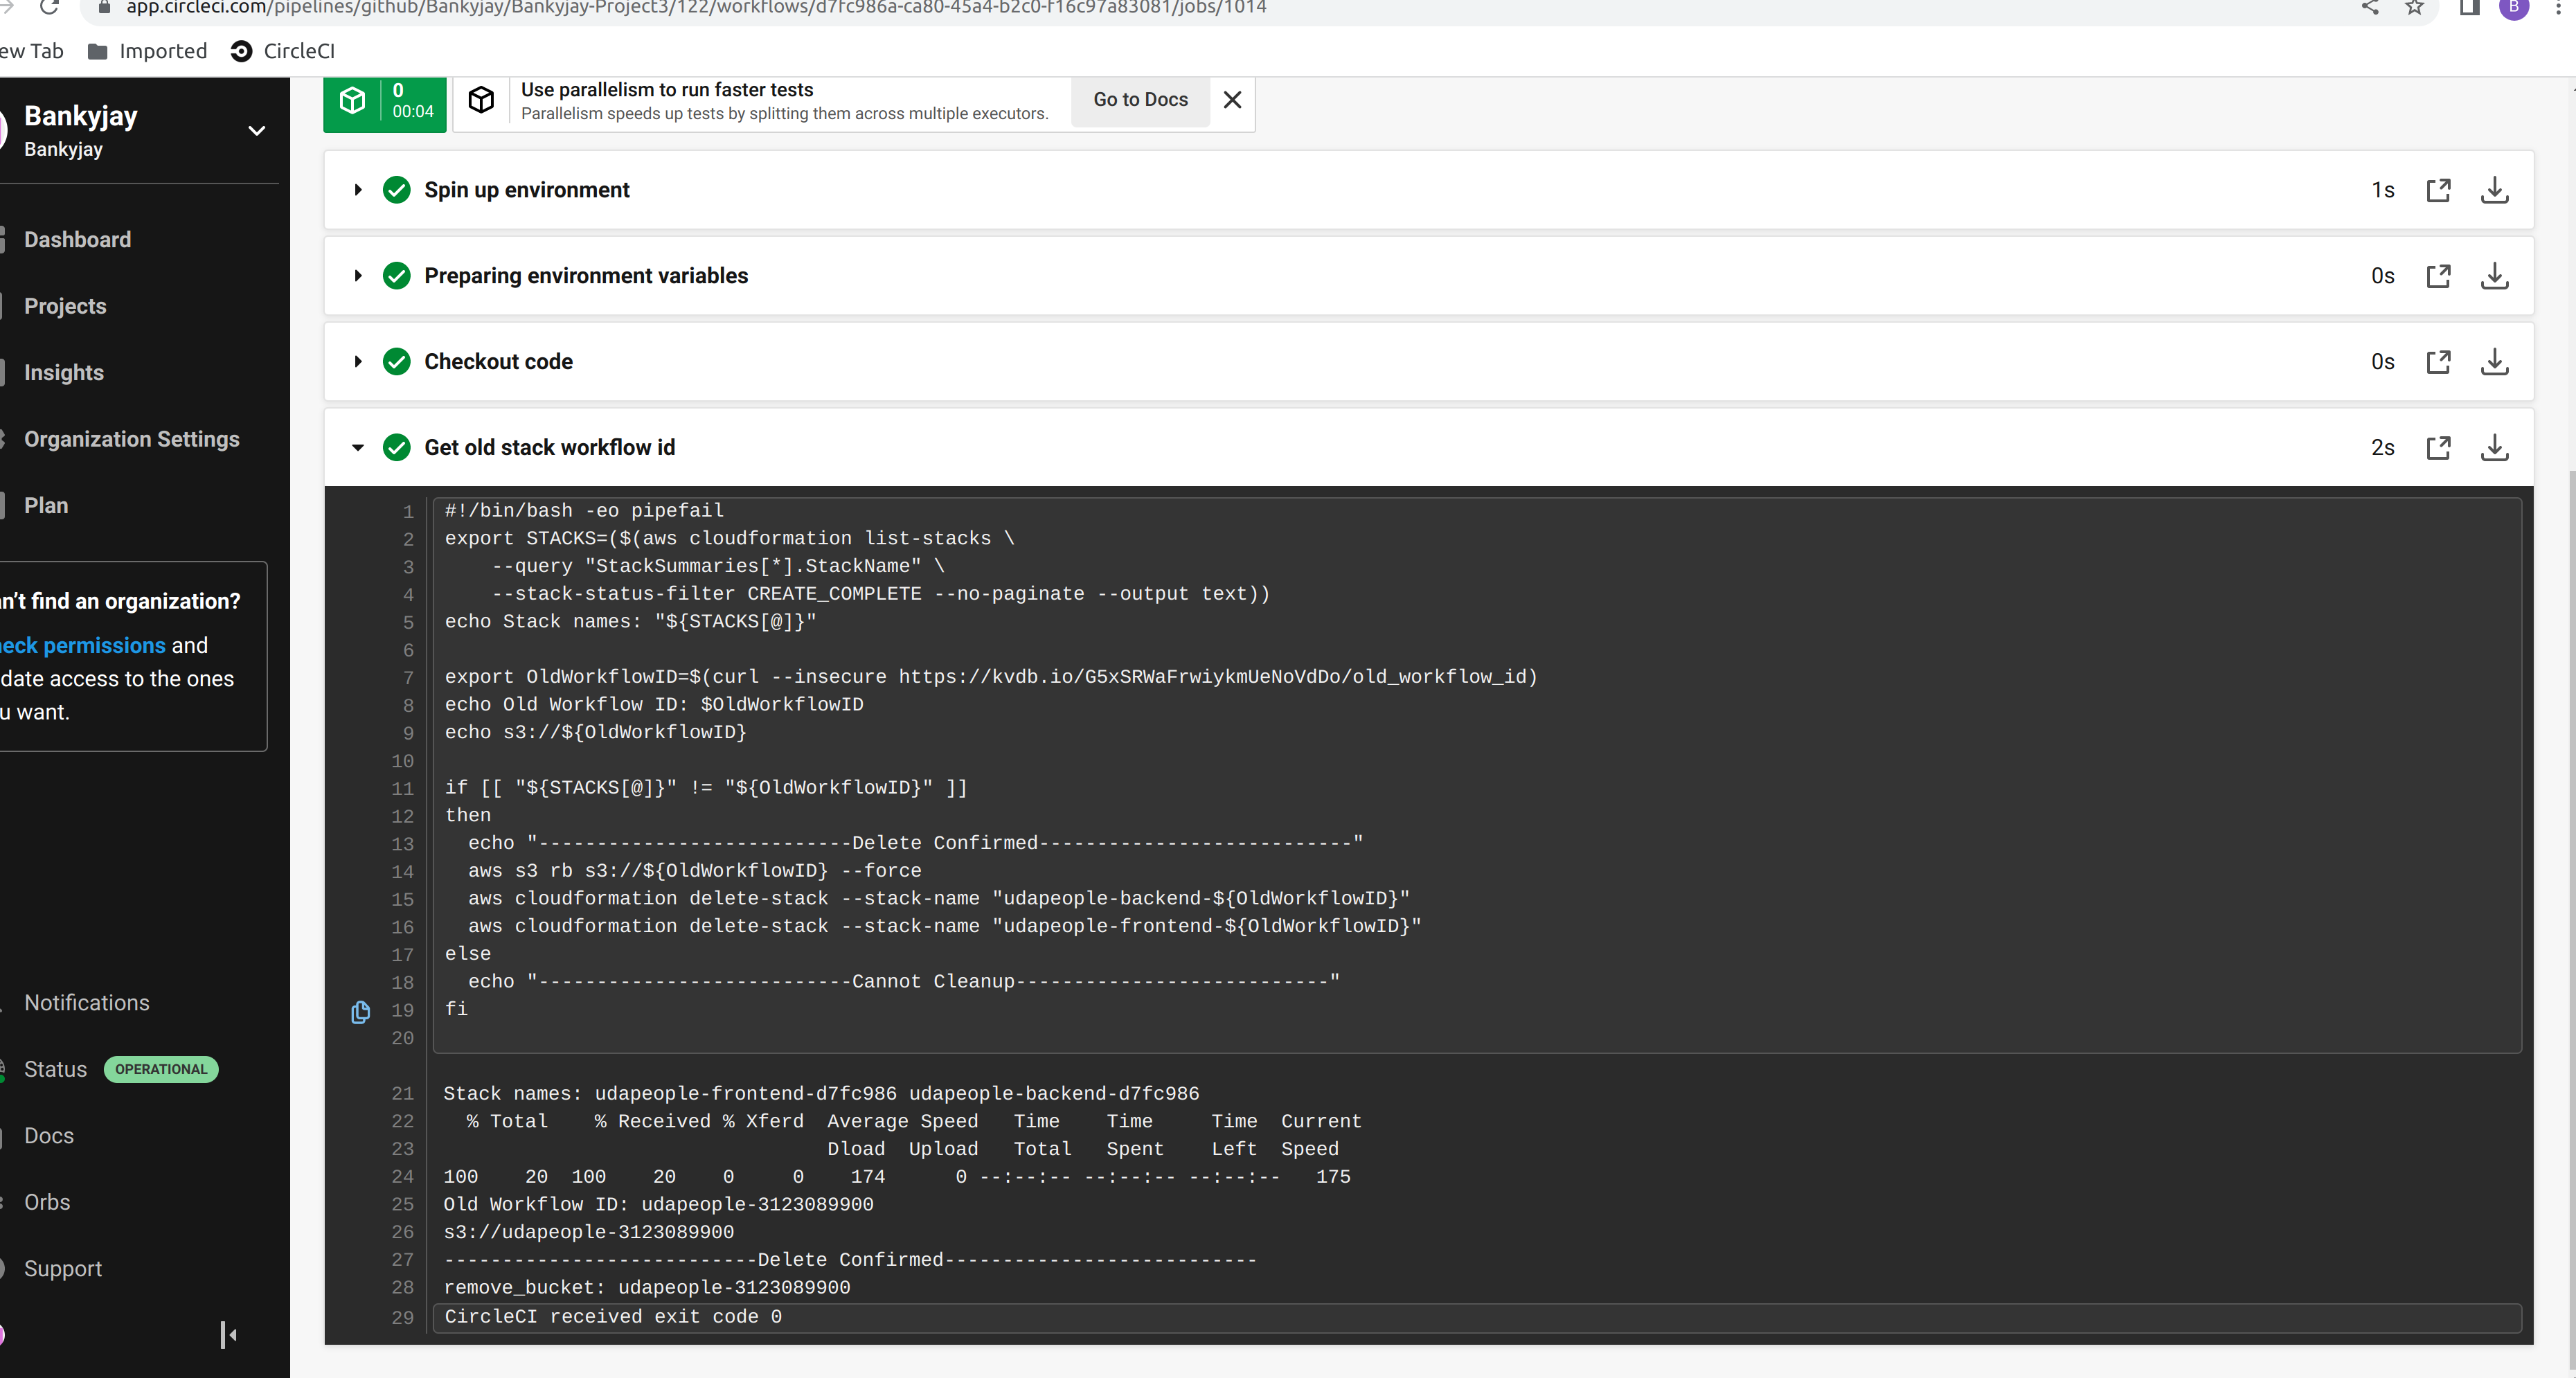 app.circleci.com/pipelines/github/Bankyjay/Bankyjay-Project3/122/workflows/d7fc986a-ca80-45a4-b2c0-f16c97a83081/jobs/1014
B
ew Tab
Imported
CircleCI
Bankyjay
Bankyjay
Dashboard
Projects
Insights
Organization Settings
Plan
n't find an organization?
eck permissions and
date access to the ones
u want.
Notifications
Status OPERATIONAL
Docs
Orbs
Support
0
00:04
Use parallelism to run faster tests
Parallelism speeds up tests by splitting them across multiple executors.
Go to Docs
Spin up environment 1s
Preparing environment variables 0s
Checkout code 0s
Get old stack workflow id 2s
1 #!/bin/bash -eo pipefail
2 export STACKS=($(aws cloudformation list-stacks \
3     --query "StackSummaries[*].StackName" \
4     --stack-status-filter CREATE_COMPLETE --no-paginate --output text))
5 echo Stack names: "${STACKS[@]}"
6
7 export OldWorkflowID=$(curl --insecure https://kvdb.io/G5xSRWaFrwiykmUeNoVdDo/old_workflow_id)
8 echo Old Workflow ID: $OldWorkflowID
9 echo s3://${OldWorkflowID}
10
11 if [[ "${STACKS[@]}" != "${OldWorkflowID}" ]]
12 then
13   echo "---------------------------Delete Confirmed---------------------------"
14   aws s3 rb s3://${OldWorkflowID} --force
15   aws cloudformation delete-stack --stack-name "udapeople-backend-${OldWorkflowID}"
16   aws cloudformation delete-stack --stack-name "udapeople-frontend-${OldWorkflowID}"
17 else
18   echo "---------------------------Cannot Cleanup---------------------------"
19 fi
20
21 Stack names: udapeople-frontend-d7fc986 udapeople-backend-d7fc986
22   % Total    % Received % Xferd  Average Speed   Time    Time     Time  Current
23                                  Dload  Upload   Total   Spent    Left  Speed
24 100    20  100    20    0     0    174      0 --:--:-- --:--:-- --:--:--   175
25 Old Workflow ID: udapeople-3123089900
26 s3://udapeople-3123089900
27 ---------------------------Delete Confirmed---------------------------
28 remove_bucket: udapeople-3123089900
29 CircleCI received exit code 0